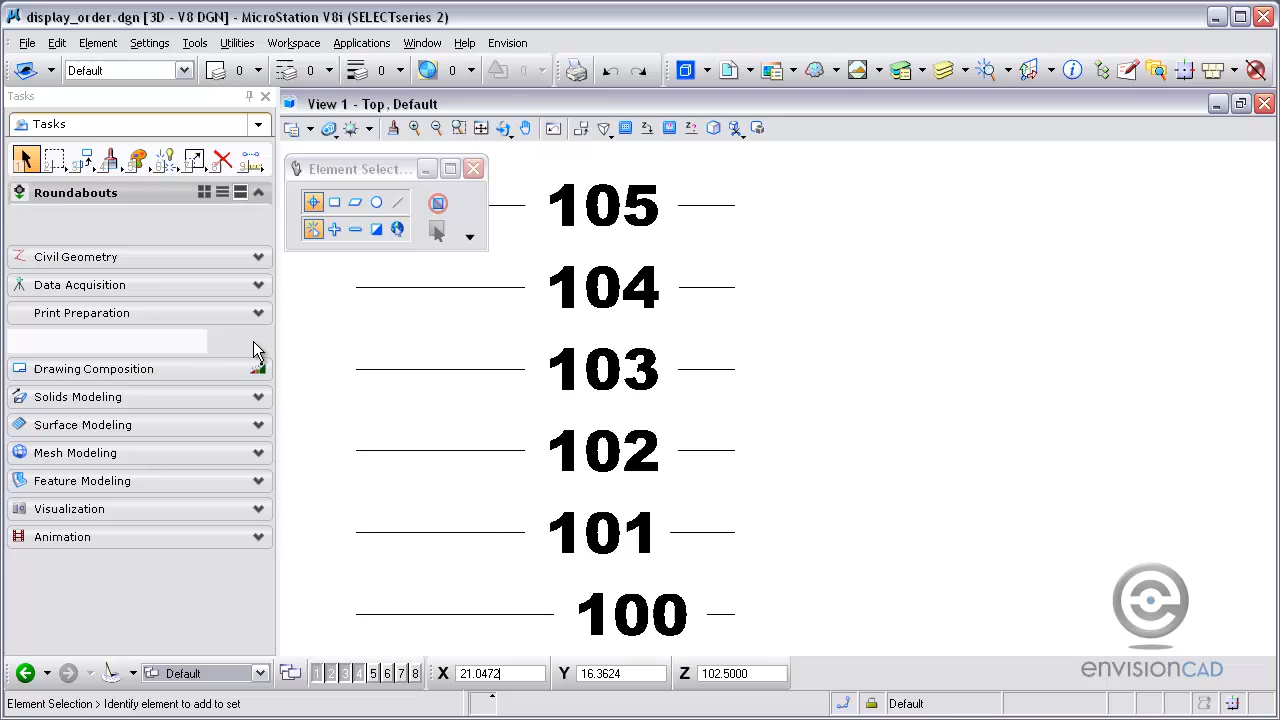 display_order.dgn [3D - V8 DGN] - MicroStation V8i (SELECTseries 2)
File Edit Element Settings Tools Utilities Workspace Applications Window Help Envision
Default 0 0 0 0 0
Tasks
View 1 - Top, Default
Tasks
Element Select...
Roundabouts
105
Civil Geometry
Data Acquisition
104
Print Preparation
Drawing Composition
103
Solids Modeling
Surface Modeling
Mesh Modeling
102
Feature Modeling
Visualization
Animation
101
100
envisionCAD
Default 1 2 3 4 5 6 7 8 X 21.0472 Y 16.3624 Z 102.5000
Element Selection > Identify element to add to set
Default